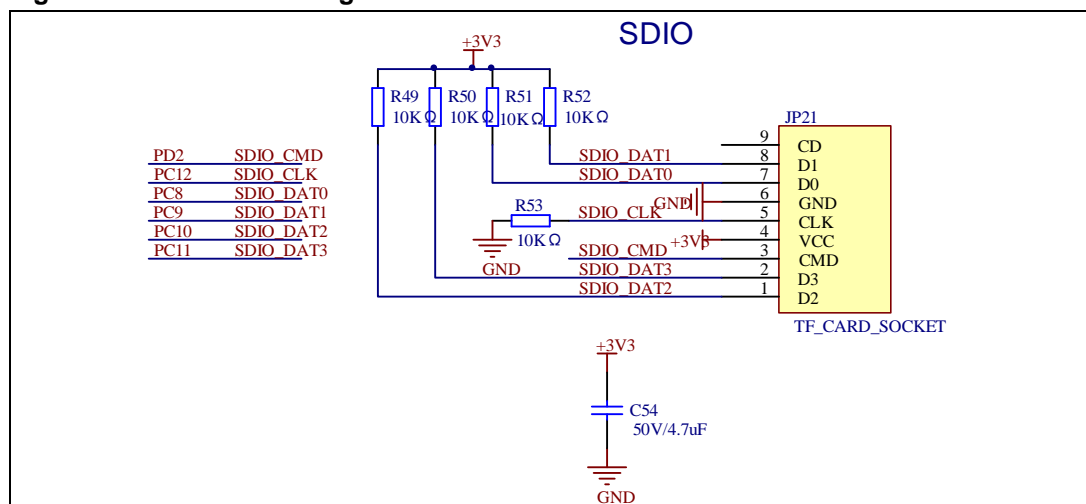 SDIO
+3V3
R49
10KΩ
R50
10KΩ
R51
10KΩ
R52
10KΩ
JP21
PD2 SDIO_CMD
PC12 SDIO_CLK
PC8 SDIO_DAT0
PC9 SDIO_DAT1
PC10 SDIO_DAT2
PC11 SDIO_DAT3
9 CD
SDIO_DAT1 8 D1
SDIO_DAT0 7 D0
GND 6 GND
R53
10KΩ
GND
SDIO_CLK 5 CLK
+3V3 4 VCC
SDIO_CMD 3 CMD
SDIO_DAT3 2 D3
SDIO_DAT2 1 D2
TF_CARD_SOCKET
+3V3
C54
50V/4.7uF
GND